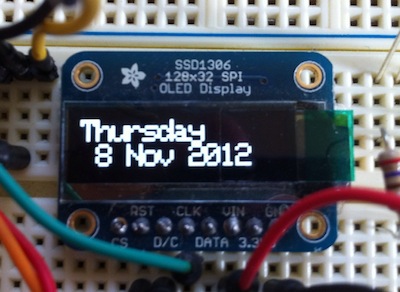 SSD1306
128x32 SPI
OLED Display
Thursday
8 Nov 2012
RST CLK VIN GND
CS D/C DATA 3.3V